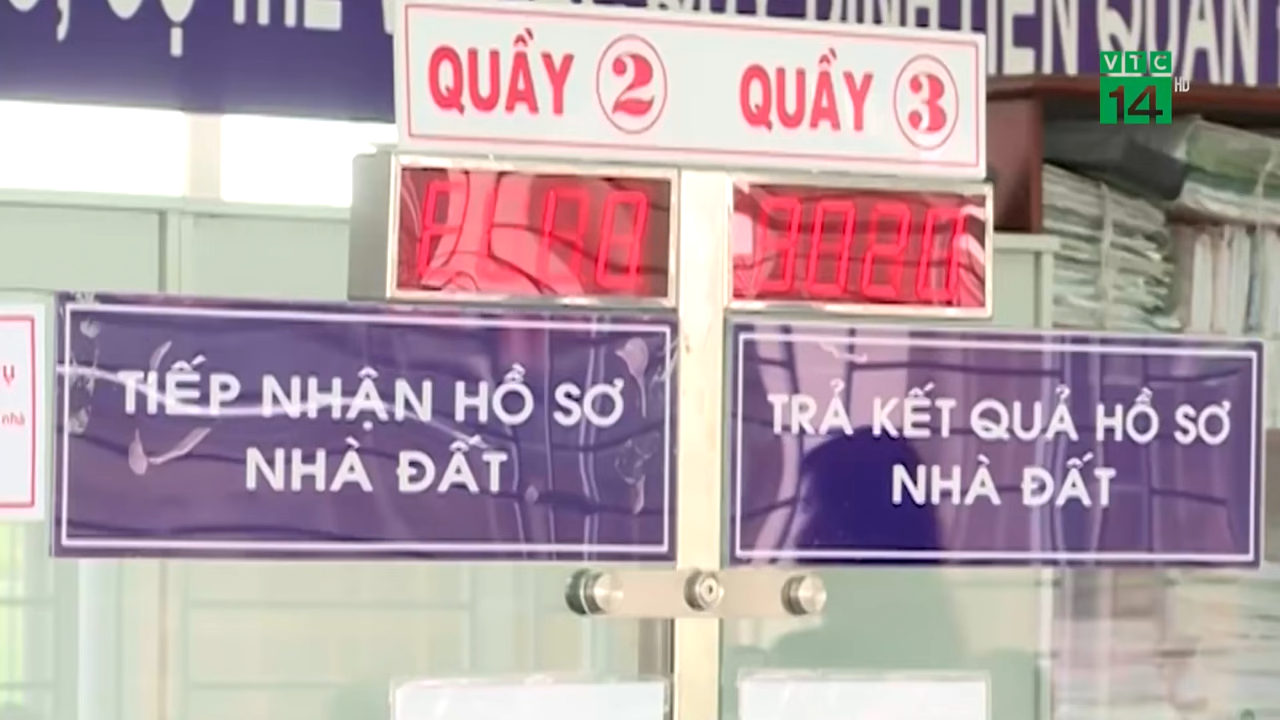 QUẦY 2 QUẦY 3
VTC
14 HD
3020
TIẾP NHẬN HỒ SƠ
NHÀ ĐẤT
TRẢ KẾT QUẢ HỒ SƠ
NHÀ ĐẤT
nhà